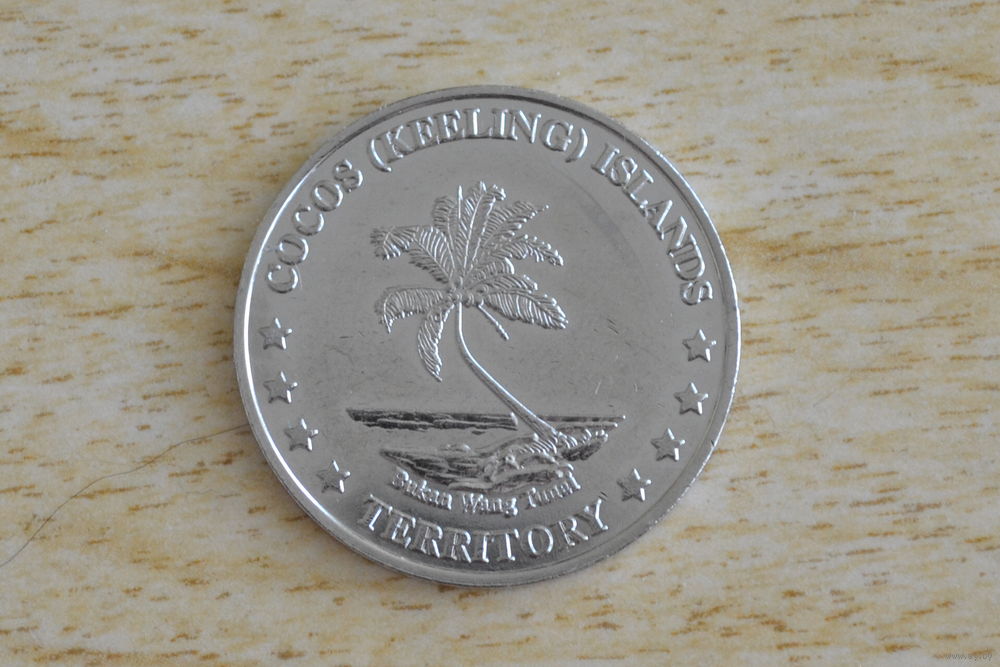 COCOS (KEELING) ISLANDS
Bukan Wang Tunai
TERRITORY